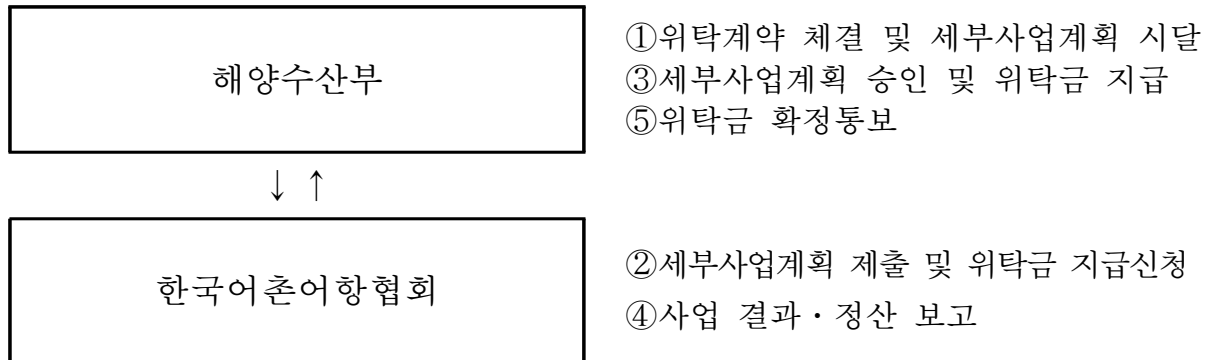 해양수산부
①위탁계약 체결 및 세부사업계획 시달
③세부사업계획 승인 및 위탁금 지급
⑤위탁금 확정통보
↓ ↑
한국어촌어항협회
②세부사업계획 제출 및 위탁금 지급신청
④사업 결과·정산 보고